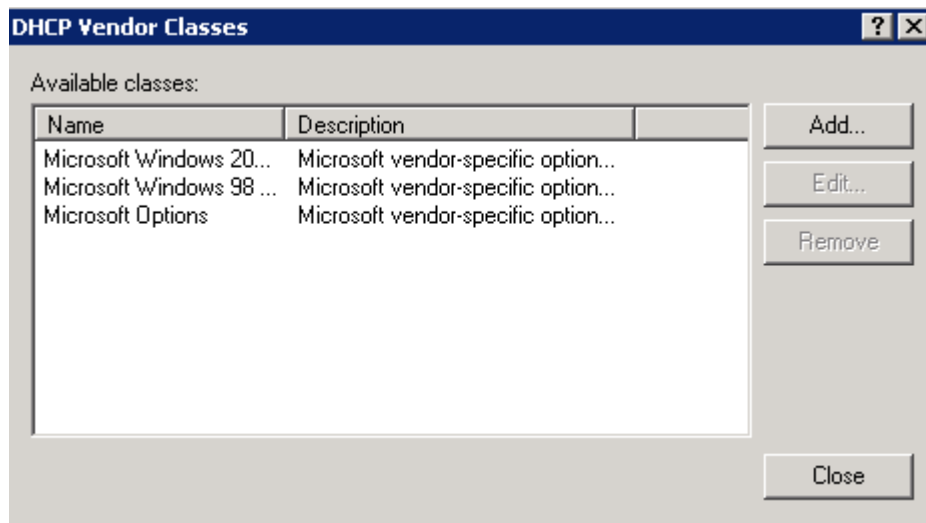 DHCP Vendor Classes
Available classes:
Name Description
Microsoft Windows 20... Microsoft vendor-specific option...
Microsoft Windows 98 ... Microsoft vendor-specific option...
Microsoft Options Microsoft vendor-specific option...
Add...
Edit...
Remove
Close